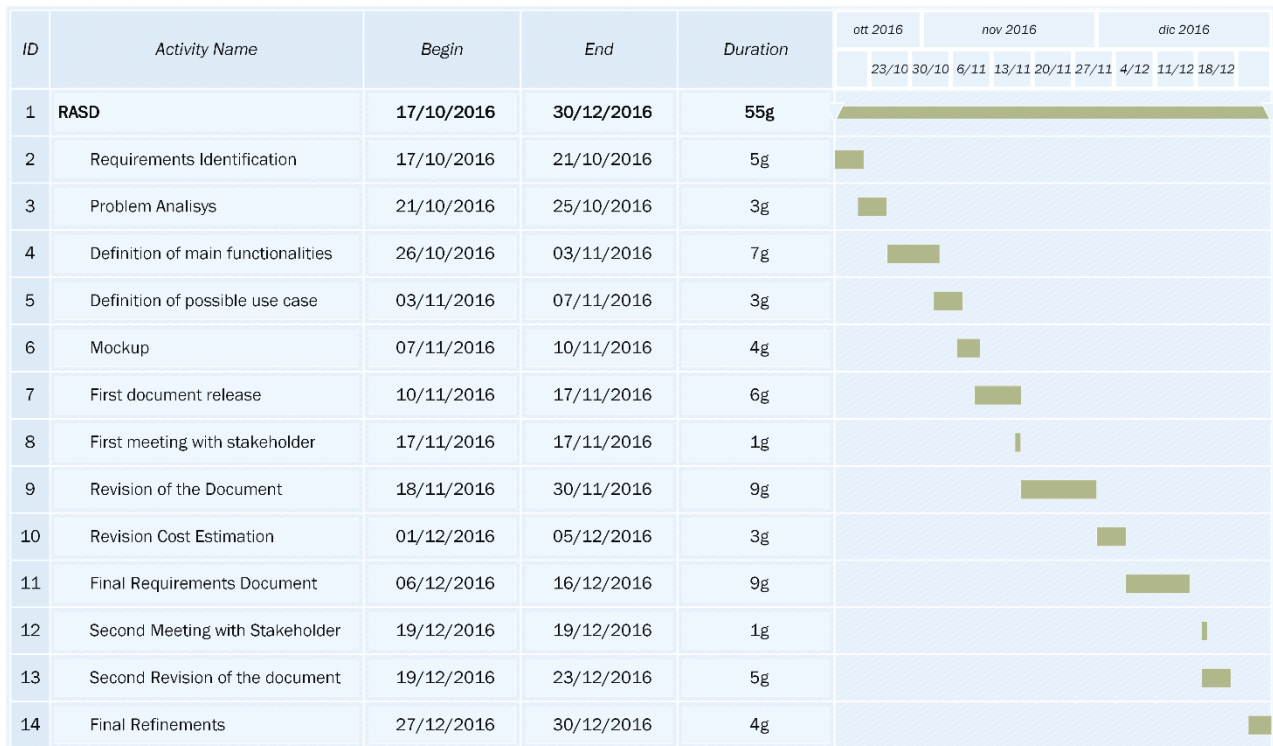 ID Activity Name Begin End Duration ott 2016 nov 2016 dic 2016
23/10 30/10 6/11 13/11 20/11 27/11 4/12 11/12 18/12
1 RASD 17/10/2016 30/12/2016 55g
2 Requirements Identification 17/10/2016 21/10/2016 5g
3 Problem Analisys 21/10/2016 25/10/2016 3g
4 Definition of main functionalities 26/10/2016 03/11/2016 7g
5 Definition of possible use case 03/11/2016 07/11/2016 3g
6 Mockup 07/11/2016 10/11/2016 4g
7 First document release 10/11/2016 17/11/2016 6g
8 First meeting with stakeholder 17/11/2016 17/11/2016 1g
9 Revision of the Document 18/11/2016 30/11/2016 9g
10 Revision Cost Estimation 01/12/2016 05/12/2016 3g
11 Final Requirements Document 06/12/2016 16/12/2016 9g
12 Second Meeting with Stakeholder 19/12/2016 19/12/2016 1g
13 Second Revision of the document 19/12/2016 23/12/2016 5g
14 Final Refinements 27/12/2016 30/12/2016 4g